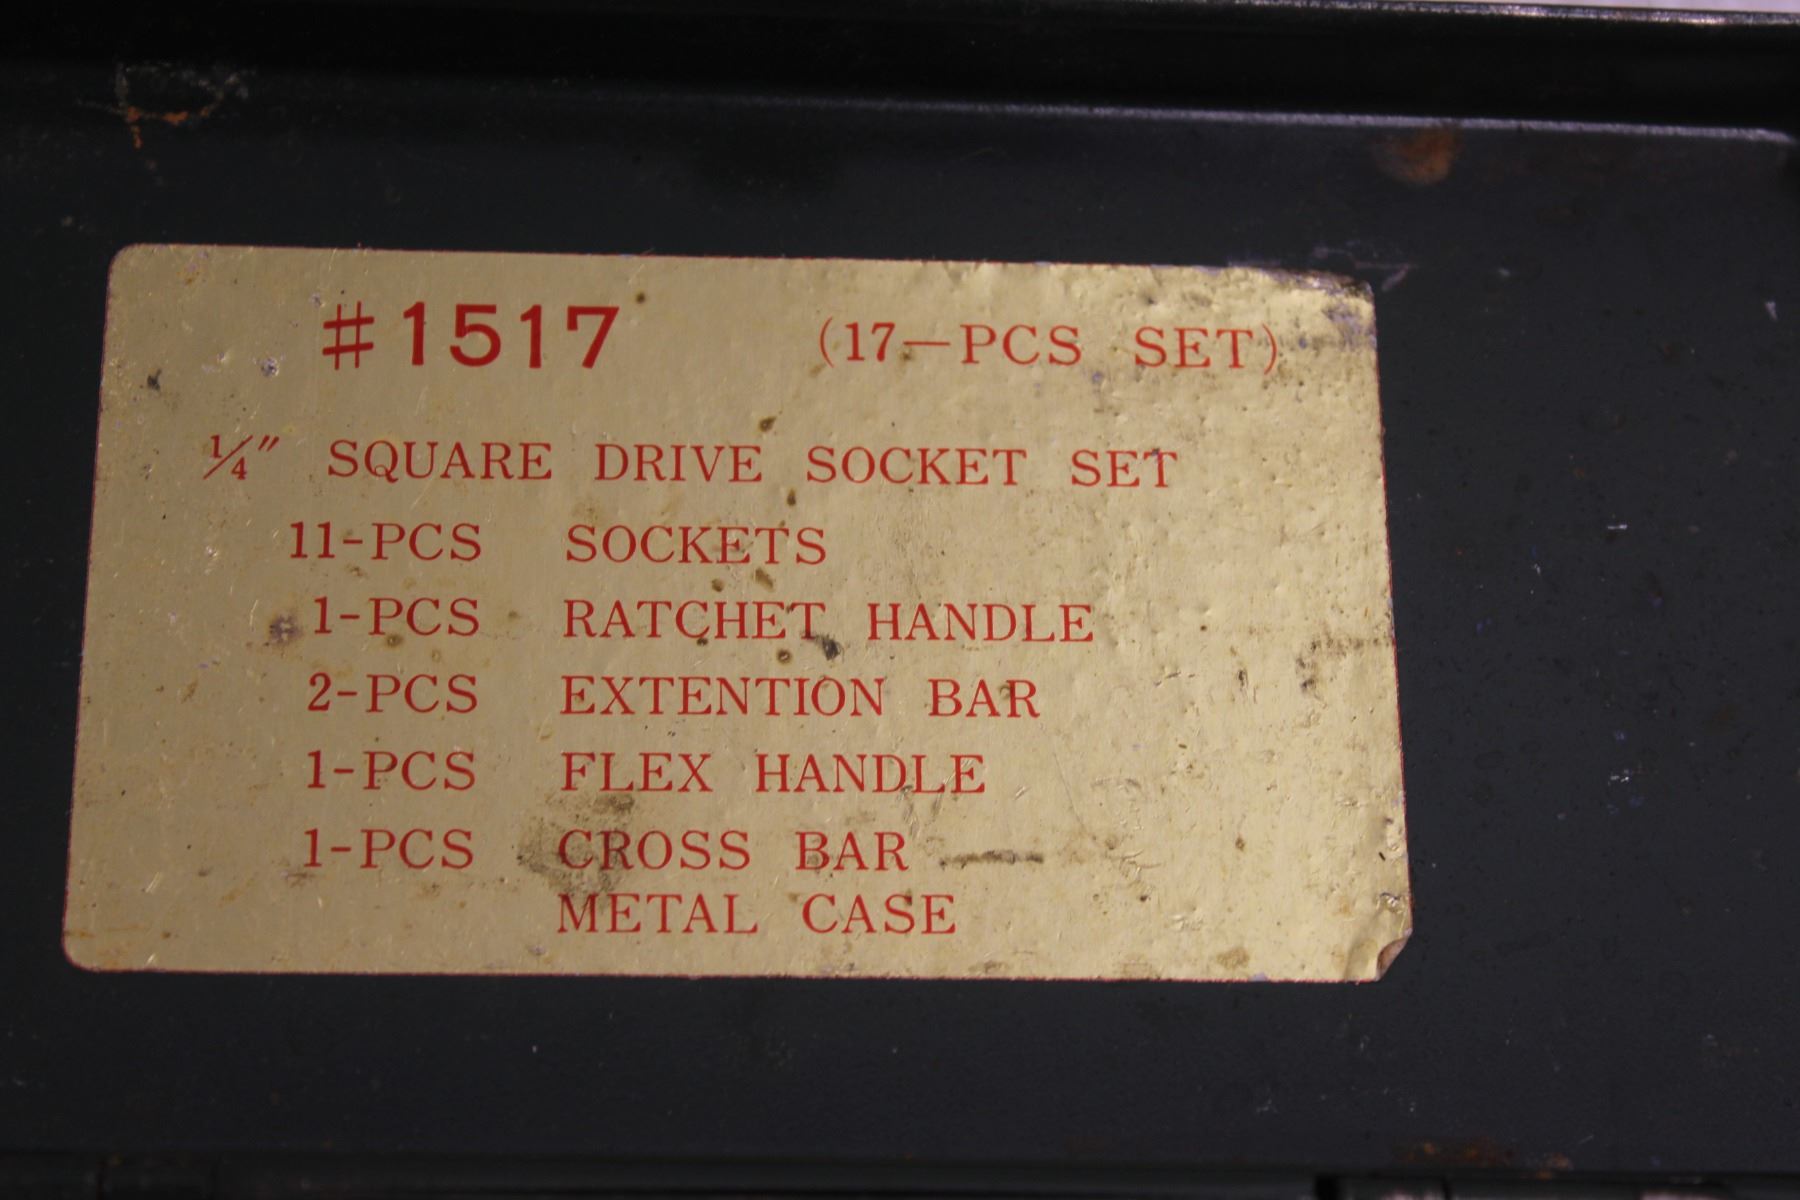 #1517 (17—PCS SET)
¼" SQUARE DRIVE SOCKET SET
11-PCS SOCKETS
1-PCS RATCHET HANDLE
2-PCS EXTENTION BAR
1-PCS FLEX HANDLE
1-PCS CROSS BAR
METAL CASE